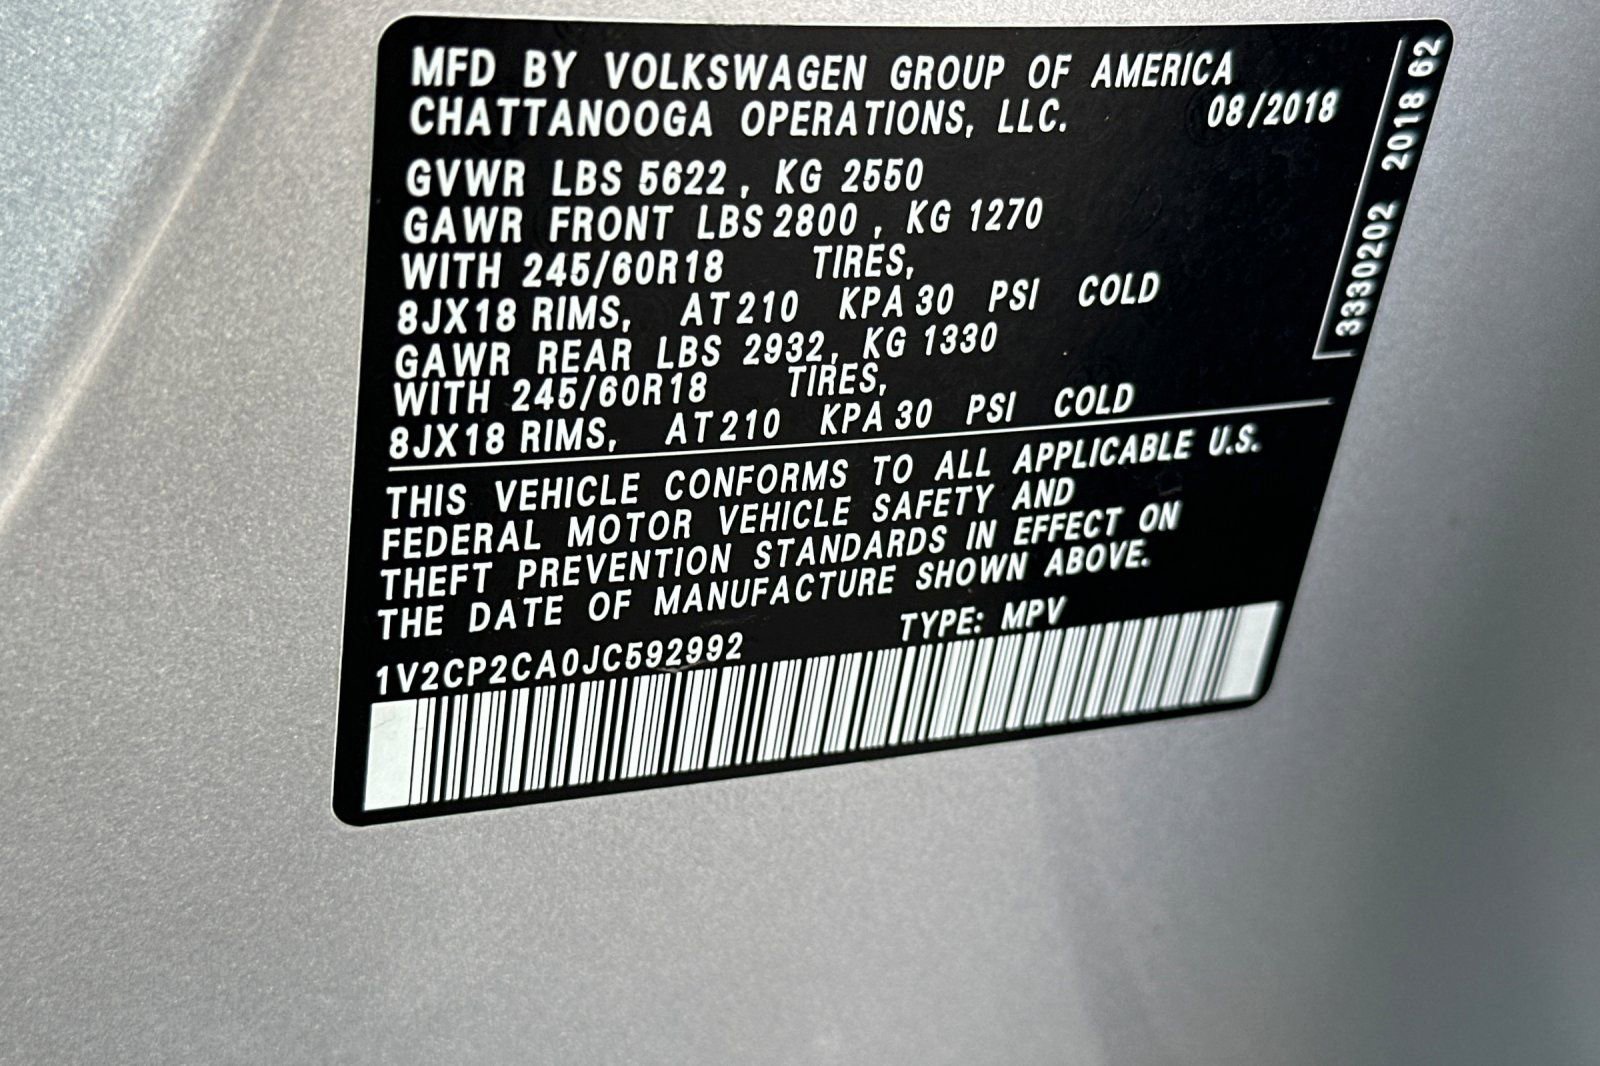 MFD BY VOLKSWAGEN GROUP OF AMERICA
CHATTANOOGA OPERATIONS, LLC. 08/2018
GVWR LBS 5622 , KG 2550
GAWR FRONT LBS 2800 , KG 1270
WITH 245/60R18 TIRES,
8JX18 RIMS, AT 210 KPA 30 PSI COLD
GAWR REAR LBS 2932, KG 1330
WITH 245/60R18 TIRES,
8JX18 RIMS, AT 210 KPA 30 PSI COLD
THIS VEHICLE CONFORMS TO ALL APPLICABLE U.S.
FEDERAL MOTOR VEHICLE SAFETY AND
THEFT PREVENTION STANDARDS IN EFFECT ON
THE DATE OF MANUFACTURE SHOWN ABOVE.
1V2CP2CA0JC592992 TYPE: MPV
3330202 2018 62